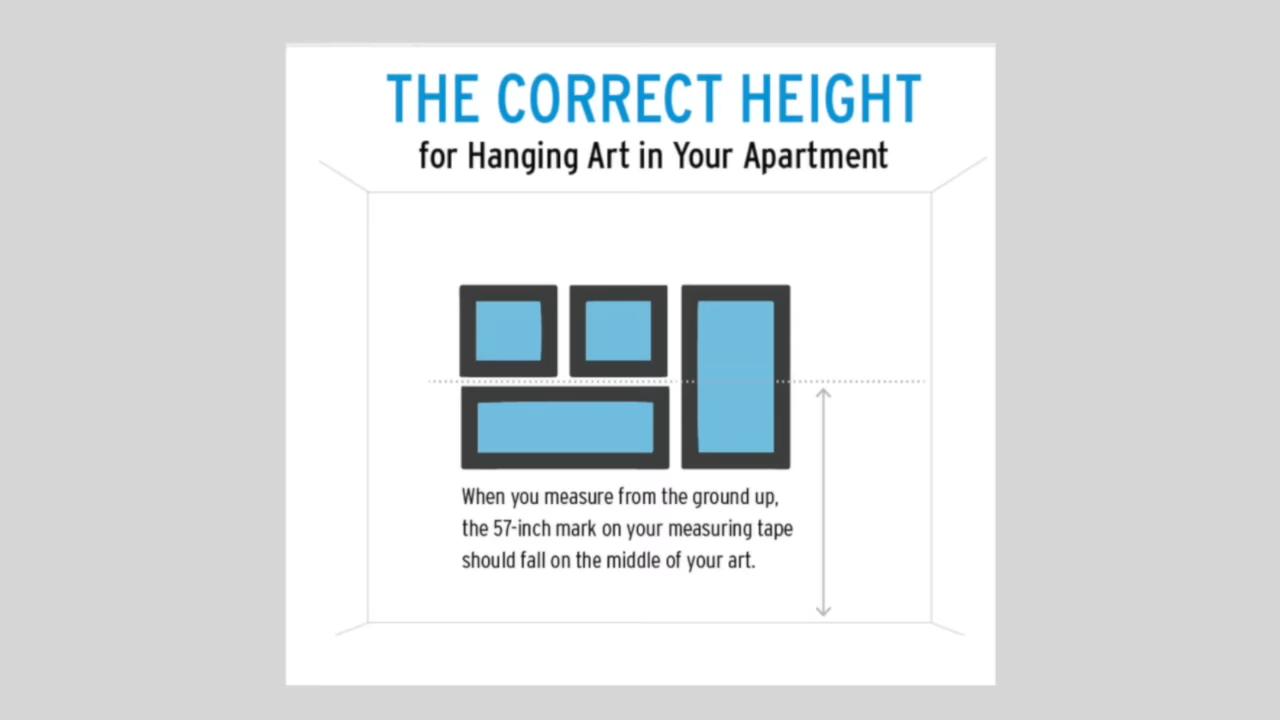 THE CORRECT HEIGHT
for Hanging Art in Your Apartment
When you measure from the ground up,
the 57-inch mark on your measuring tape
should fall on the middle of your art.